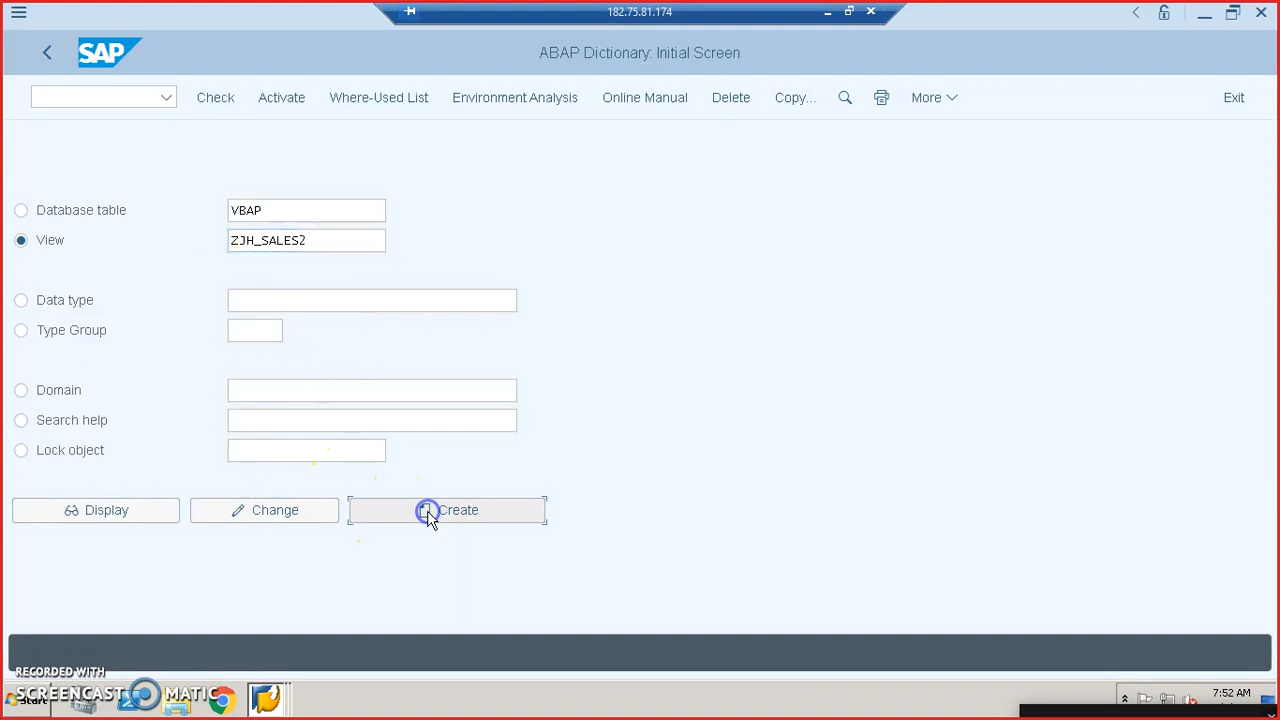 182.75.81.174
SAP
ABAP Dictionary: Initial Screen
Check Activate Where-Used List Environment Analysis Online Manual Delete Copy... More Exit
Database table VBAP
View ZJH_SALES2
Data type
Type Group
Domain
Search help
Lock object
Display Change Create
RECORDED WITH
SCREENCAST MATIC
Start
7:52 AM